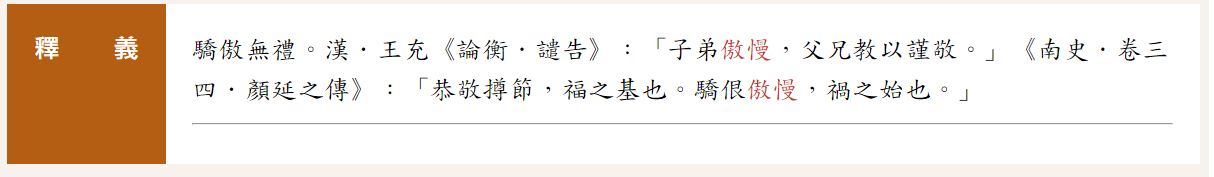 釋 義
驕傲無禮。漢．王充《論衡．譴告》：「子弟傲慢，父兄教以謹敬。」《南史．卷三
四．顏延之傳》：「恭敬撙節，福之基也。驕佷傲慢，禍之始也。」